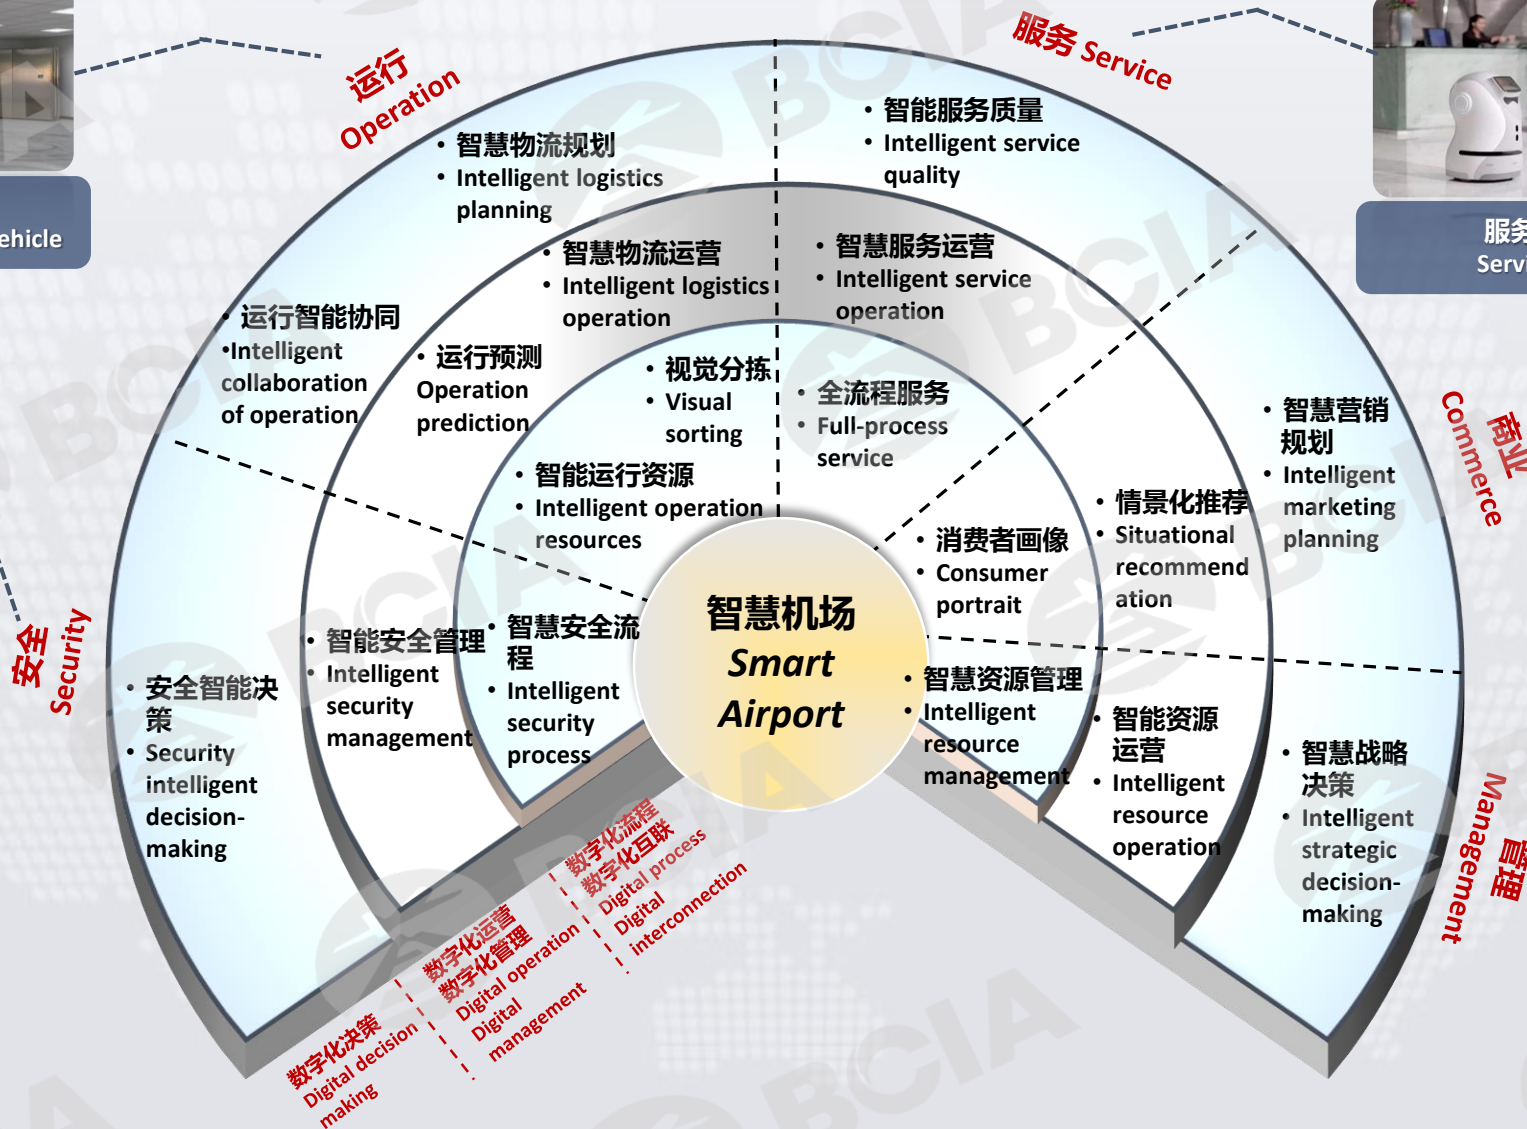 运行
Operation
服务 Service
• 智能服务质量
• Intelligent service
quality
• 智慧物流规划
• Intelligent logistics
planning
ehicle
服务
Servi
• 智慧物流运营
• Intelligent logistics
operation
• 智慧服务运营
• Intelligent service
operation
• 运行智能协同
•Intelligent
collaboration
of operation
• 运行预测
Operation
prediction
• 视觉分拣
• Visual
sorting
• 全流程服务
• Full-process
service
• 智能运行资源
• Intelligent operation
resources
商业
Commerce
• 智慧营销
规划
• Intelligent
marketing
planning
• 情景化推荐
• Situational
recommend
ation
• 消费者画像
• Consumer
portrait
智慧机场
Smart
Airport
安全
Security
• 安全智能决
策
• Security
intelligent
decision-
making
• 智能安全管理
• Intelligent
security
management
• 智慧安全流
程
• Intelligent
security
process
• 智慧资源管理
• Intelligent
resource
management
• 智能资源
运营
• Intelligent
resource
operation
• 智慧战略
决策
• Intelligent
strategic
decision-
making
管理
Management
数字化流程
数字化互联
Digital process
Digital
interconnection
数字化运营
数字化管理
Digital operation
Digital
management
数字化决策
Digital decision
making
BCIA
BCIA
BCIA
BCIA
BCIA
BCIA
BCIA